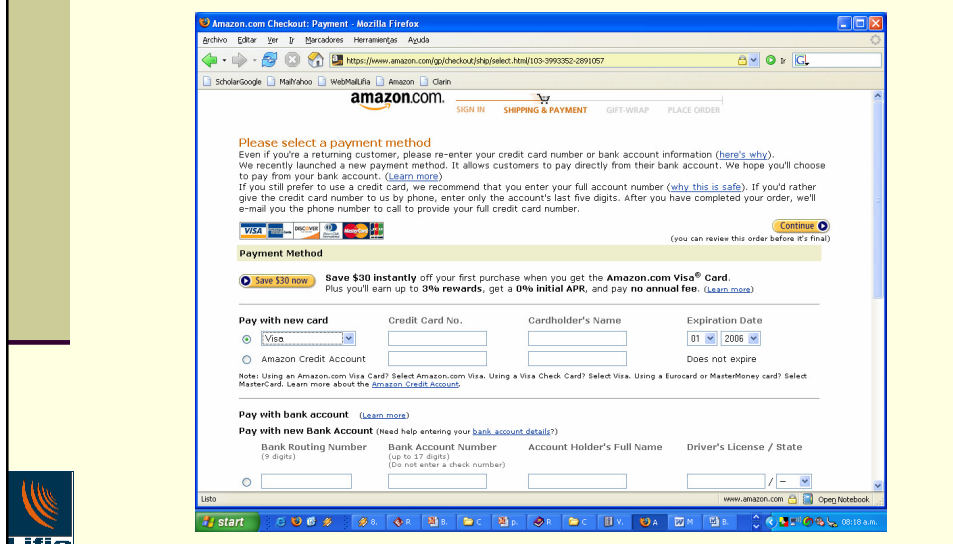 Amazon.com Checkout: Payment - Mozilla Firefox
Archivo Editar Ver Ir Marcadores Herramientas Ayuda
https://www.amazon.com/gp/checkout/ship/select.html/103-3993352-2891057
Ir
G
ScholarGoogle MailYahoo WebMailLifia Amazon Clarin
amazon.com.
SIGN IN SHIPPING & PAYMENT GIFT-WRAP PLACE ORDER
Please select a payment method
Even if you're a returning customer, please re-enter your credit card number or bank account information (here's why).
We recently launched a new payment method. It allows customers to pay directly from their bank account. We hope you'll choose
to pay from your bank account. (Learn more)
If you still prefer to use a credit card, we recommend that you enter your full account number (why this is safe). If you'd rather
give the credit card number to us by phone, enter only the account's last five digits. After you have completed your order, we'll
e-mail you the phone number to call to provide your full credit card number.
VISA DISCOVER MasterCard
Continue
(you can review this order before it's final)
Payment Method
Save $30 now
Save $30 instantly off your first purchase when you get the Amazon.com Visa® Card.
Plus you'll earn up to 3% rewards, get a 0% initial APR, and pay no annual fee. (Learn more)
Pay with new card Credit Card No. Cardholder's Name Expiration Date
Visa 01 2006
Amazon Credit Account Does not expire
Note: Using an Amazon.com Visa Card? Select Amazon.com Visa. Using a Visa Check Card? Select Visa. Using a Eurocard or MasterMoney card? Select
MasterCard. Learn more about the Amazon Credit Account.
Pay with bank account (Learn more)
Pay with new Bank Account (Need help entering your bank account details?)
Bank Routing Number Bank Account Number Account Holder's Full Name Driver's License / State
(9 digits) (up to 17 digits)
(Do not enter a check number)
/ --
Listo www.amazon.com Open Notebook
start 8. R B. C p. R C V. A M B. 08:18 a.m.
Lifia